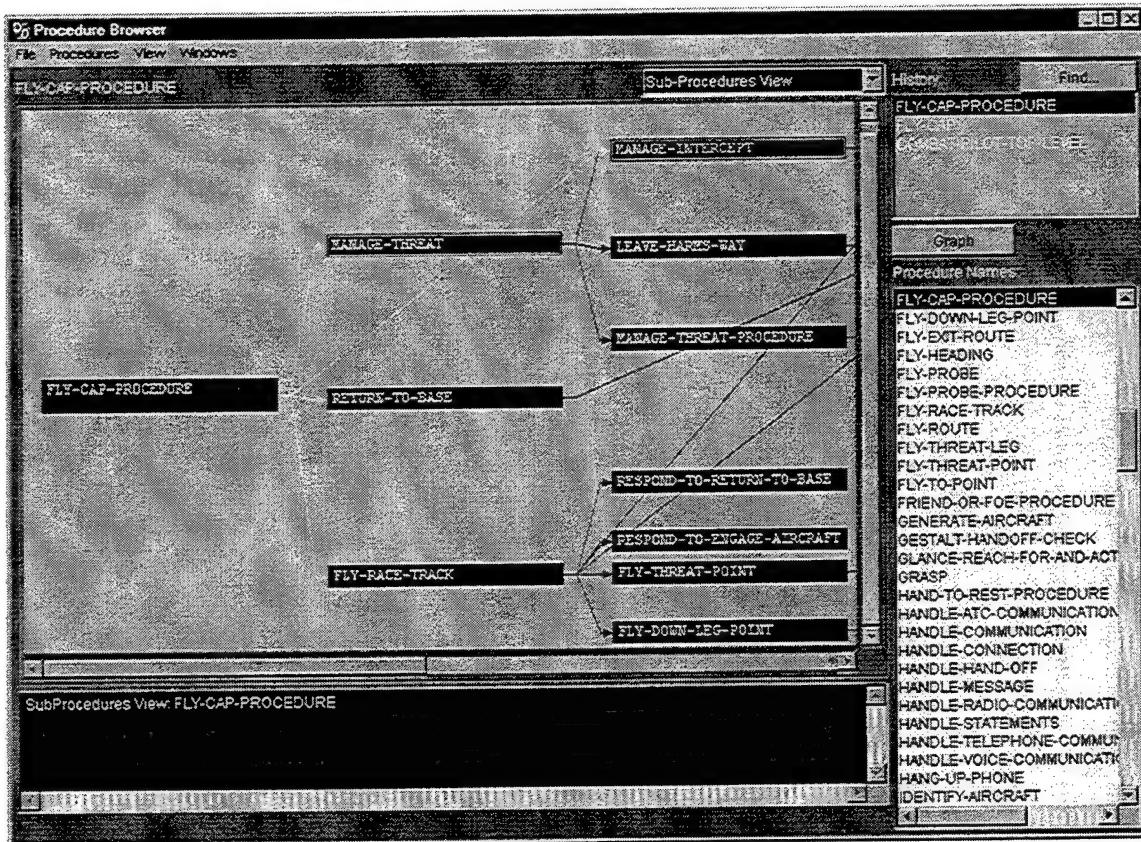 Procedure Browser
File Procedures View Windows
FLY-CAP-PROCEDURE
Sub-Procedures View
MANAGE-INTERCEPT
MANAGE-THREAT
LEAVE-HARMS-WAY
MANAGE-THREAT-PROCEDURE
FLY-CAP-PROCEDURE
RETURN-TO-BASE
RESPOND-TO-RETURN-TO-BASE
RESPOND-TO-ENGAGE-AIRCRAFT
FLY-RACE-TRACK
FLY-THREAT-POINT
FLY-DOWN-LEG-POINT
SubProcedures View: FLY-CAP-PROCEDURE
History
Find...
FLY-CAP-PROCEDURE
COMBAT-PILOT-TOP-LEVEL
Graph
Procedure Names:
FLY-CAP-PROCEDURE
FLY-DOWN-LEG-POINT
FLY-EXIT-ROUTE
FLY-HEADING
FLY-PROBE
FLY-PROBE-PROCEDURE
FLY-RACE-TRACK
FLY-ROUTE
FLY-THREAT-LEG
FLY-THREAT-POINT
FLY-TO-POINT
FRIEND-OR-FOE-PROCEDURE
GENERATE-AIRCRAFT
GESTALT-HANDOFF-CHECK
GLANCE-REACH-FOR-AND-ACT
GRASP
HAND-TO-REST-PROCEDURE
HANDLE-ATC-COMMUNICATION
HANDLE-COMMUNICATION
HANDLE-CONNECTION
HANDLE-HAND-OFF
HANDLE-MESSAGE
HANDLE-RADIO-COMMUNICATI
HANDLE-STATEMENTS
HANDLE-TELEPHONE-COMMU
HANDLE-VOICE-COMMUNICATI
HANG-UP-PHONE
IDENTIFY-AIRCRAFT